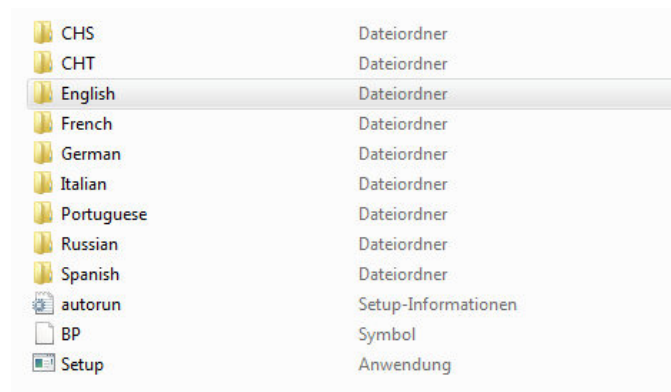 CHS Dateiordner
CHT Dateiordner
English Dateiordner
French Dateiordner
German Dateiordner
Italian Dateiordner
Portuguese Dateiordner
Russian Dateiordner
Spanish Dateiordner
autorun Setup-Informationen
BP Symbol
Setup Anwendung